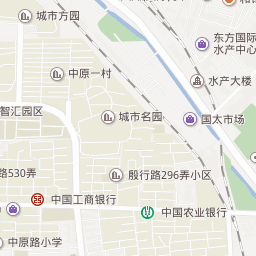 城市方园
东方国际
水产中心
中原一村
水产大楼
智汇园区
城市名园
国太市场
路530弄
殷行路296弄小区
中国工商银行
中国农业银行
中原路小学